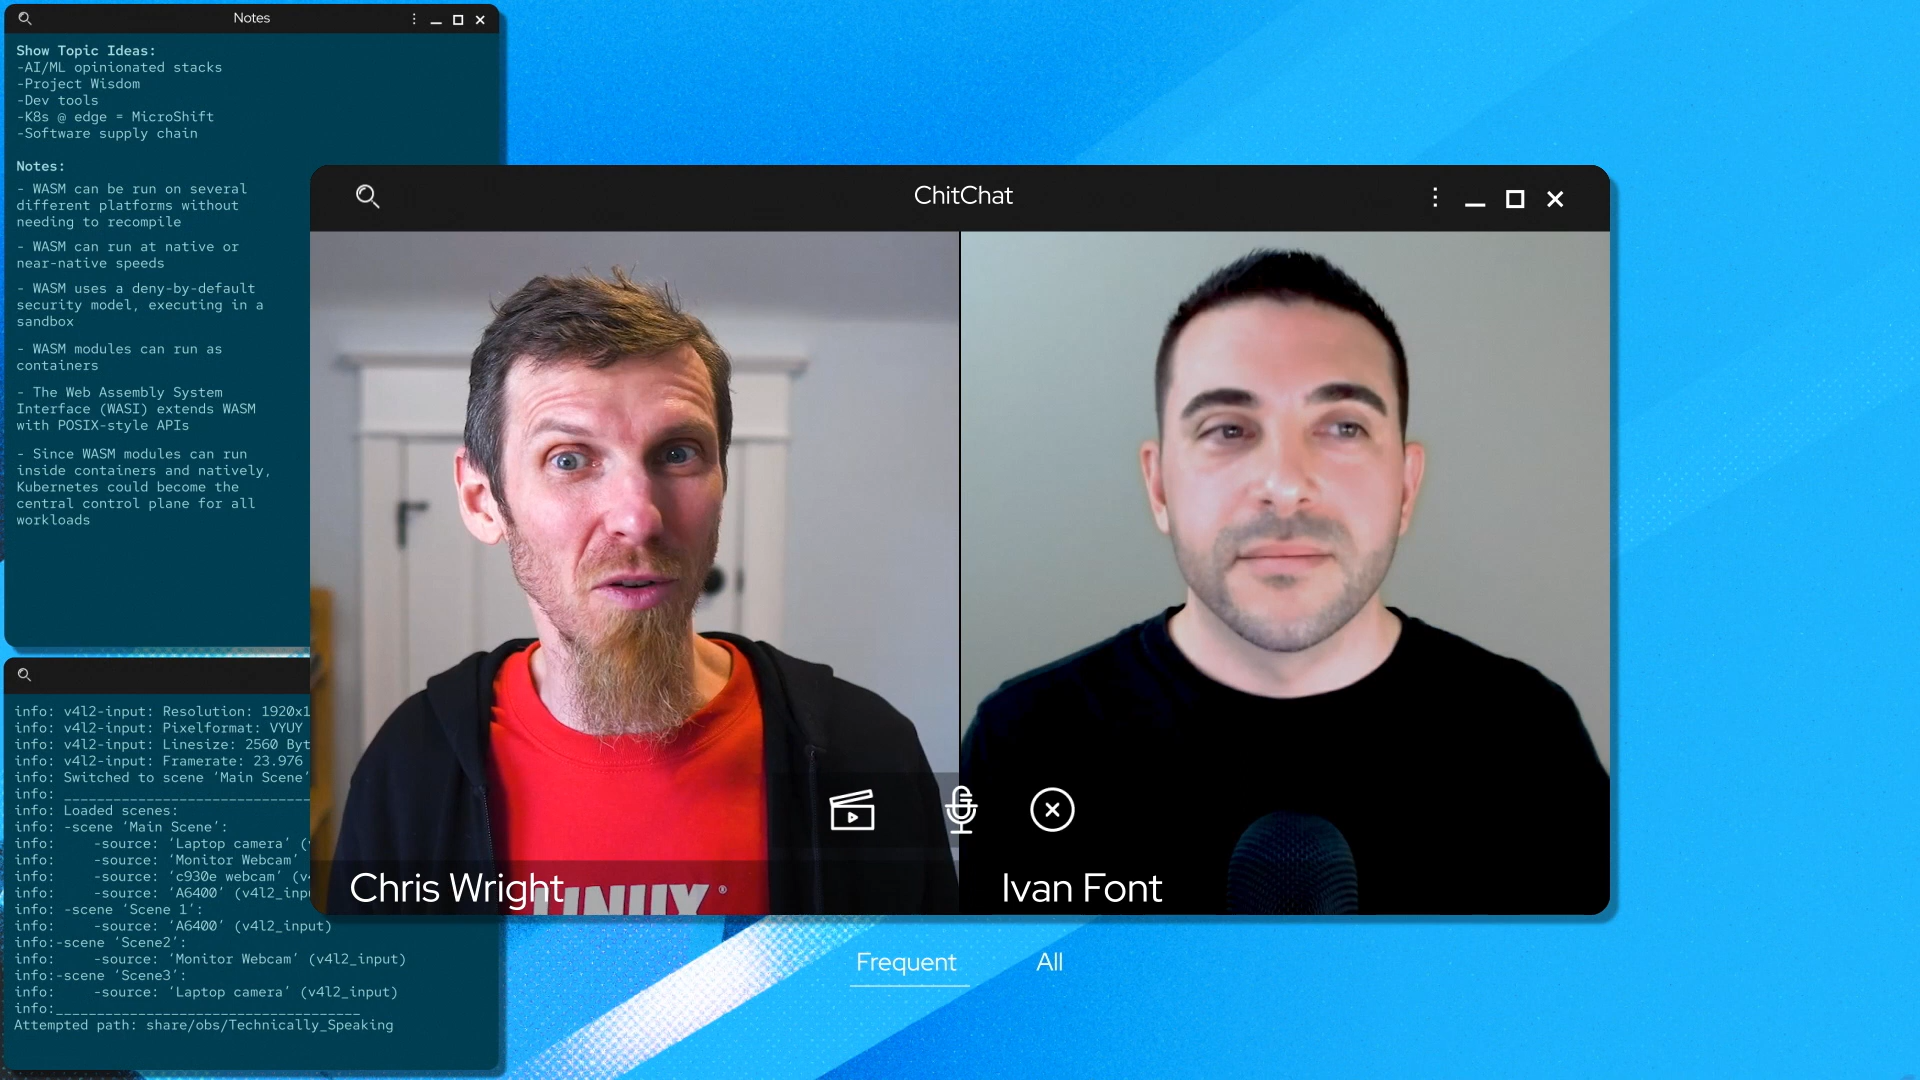 Notes
Show Topic Ideas:
-AI/ML opinionated stacks
-Project Wisdom
-Dev tools
-K8s @ edge = MicroShift
-Software supply chain
Notes:
- WASM can be run on several
different platforms without
needing to recompile
- WASM can run at native or
near-native speeds
- WASM uses a deny-by-default
security model, executing in a
sandbox
- WASM modules can run as
containers
- The Web Assembly System
Interface (WASI) extends WASM
with POSIX-style APIs
- Since WASM modules can run
inside containers and natively,
Kubernetes could become the
central control plane for all
workloads
ChitChat
LINUX ®
Chris Wright
Ivan Font
info: v4l2-input: Resolution: 1920x1
info: v4l2-input: Pixelformat: VYUY
info: v4l2-input: Linesize: 2560 Byt
info: v4l2-input: Framerate: 23.976
info: Switched to scene ‘Main Scene’
info: ______________________________
info: Loaded scenes:
info: -scene ‘Main Scene’:
info:     -source: ‘Laptop camera’ (
info:     -source: ‘Monitor Webcam’
info:     -source: ‘c930e webcam’ (v
info:     -source: ‘A6400’ (v4l2_inp
info: -scene ‘Scene 1’:
info:     -source: ‘A6400’ (v4l2_input)
info:-scene ‘Scene2’:
info:     -source: ‘Monitor Webcam’ (v4l2_input)
info:-scene ‘Scene3’:
info:     -source: ‘Laptop camera’ (v4l2_input)
info:_____________________________________
Attempted path: share/obs/Technically_Speaking
Frequent
All